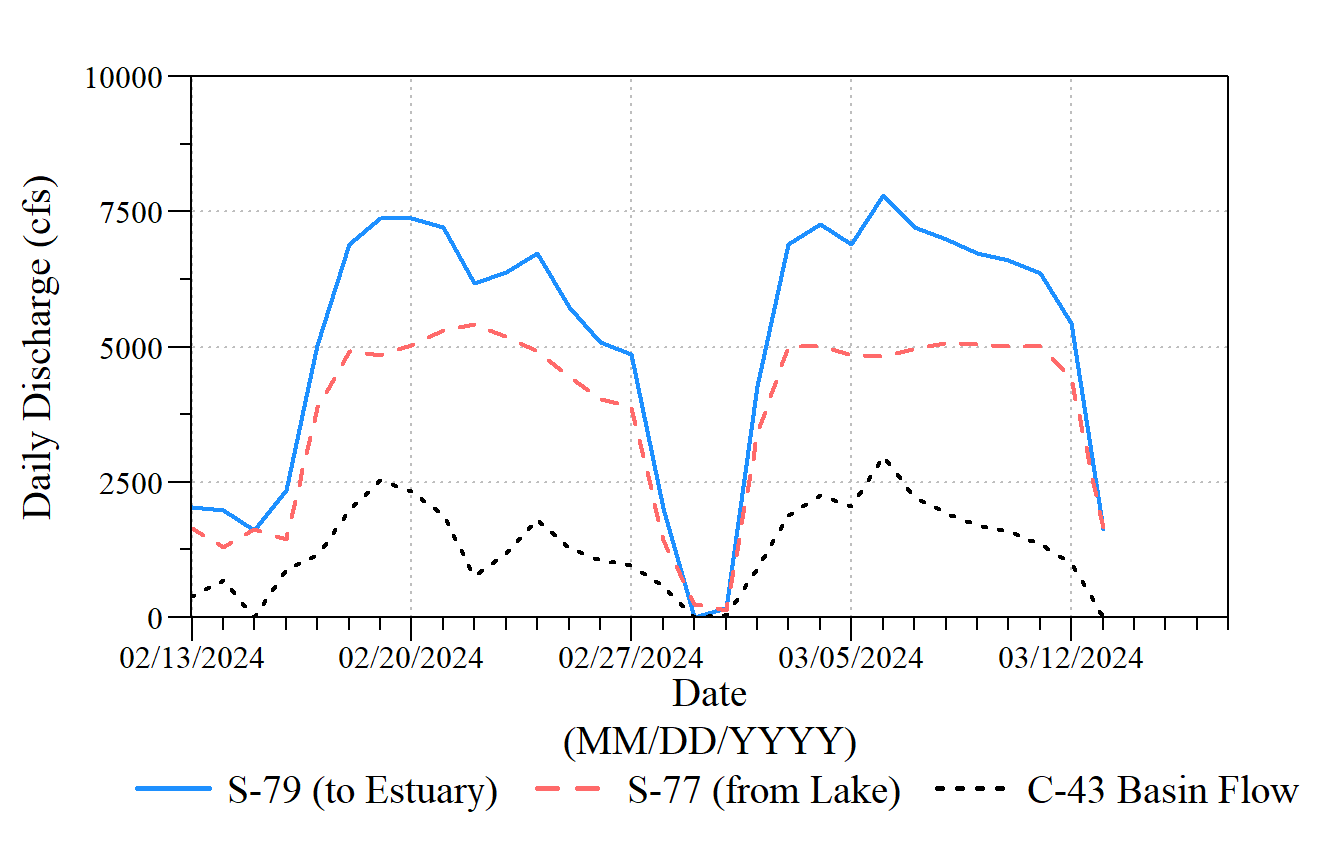 10000
7500
5000
2500
0
Daily Discharge (cfs)
02/13/2024 02/20/2024 02/27/2024 03/05/2024 03/12/2024
Date
(MM/DD/YYYY)
S-79 (to Estuary) S-77 (from Lake) C-43 Basin Flow